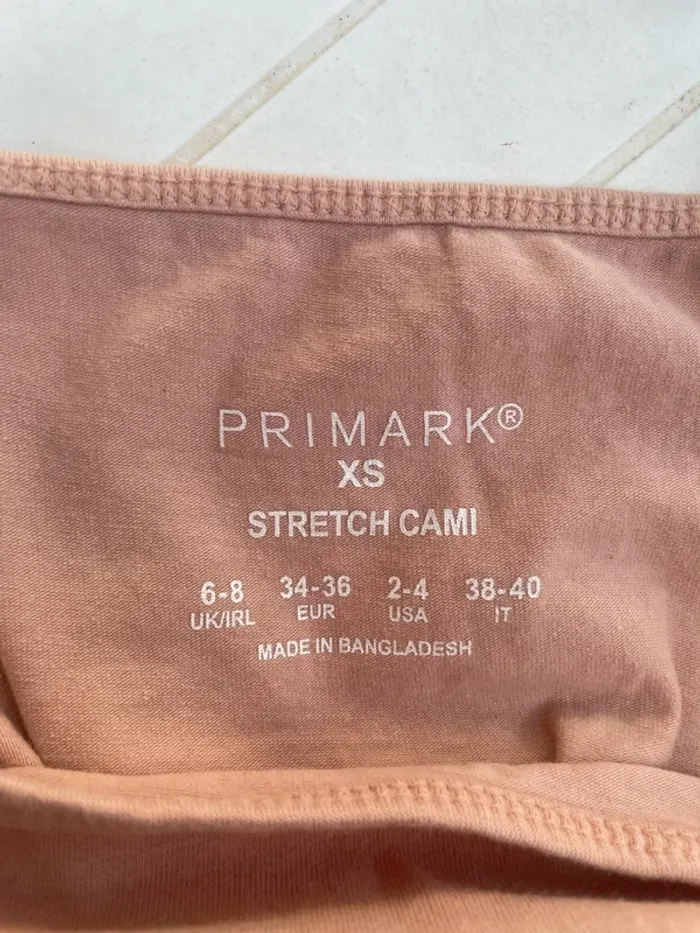 PRIMARK®
XS
STRETCH CAMI
6-8 34-36 2-4 38-40
UK/IRL EUR USA IT
MADE IN BANGLADESH